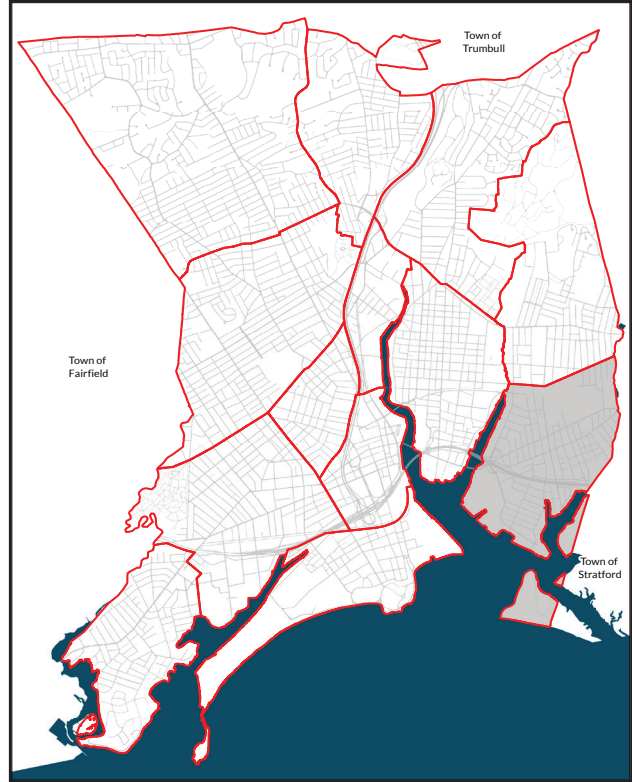 Town of
Trumbull
Town of
Fairfield
Town of
Stratford